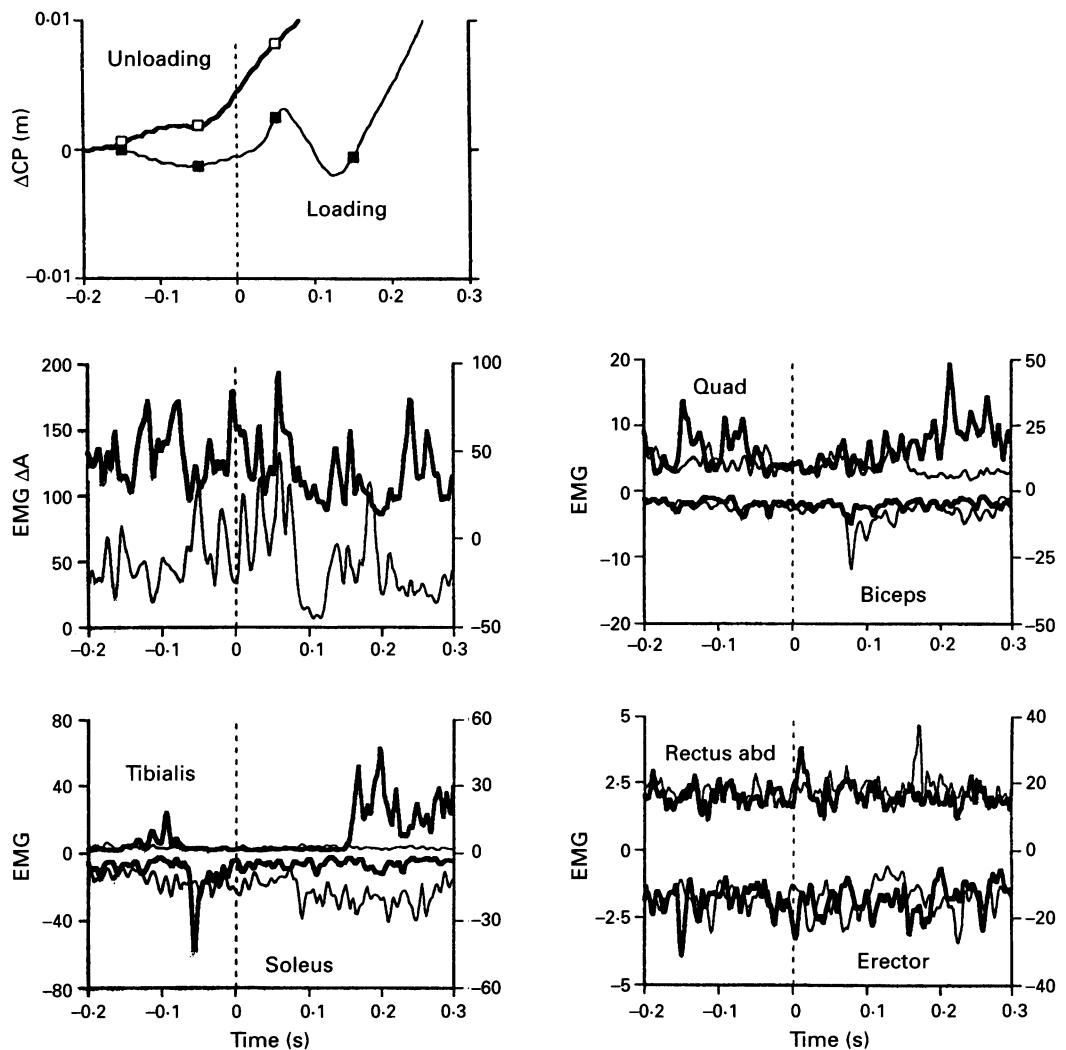 0·01
Unloading
ΔCP (m)
0
Loading
−0·01
−0·2 −0·1 0 0·1 0·2 0·3
200 100
150 50
EMG ΔA
100 0
50
0 −50
−0·2 −0·1 0 0·1 0·2 0·3
20 50
Quad
10 25
EMG
0 0
−10 −25
Biceps
−20 −50
−0·2 −0·1 0 0·1 0·2 0·3
80 60
Tibialis
40 30
EMG
0 0
−40 −30
Soleus
−80 −60
−0·2 −0·1 0 0·1 0·2 0·3
Time (s)
5 40
Rectus abd
2·5 20
EMG
0 0
−2·5 −20
Erector
−5 −40
−0·2 −0·1 0 0·1 0·2 0·3
Time (s)